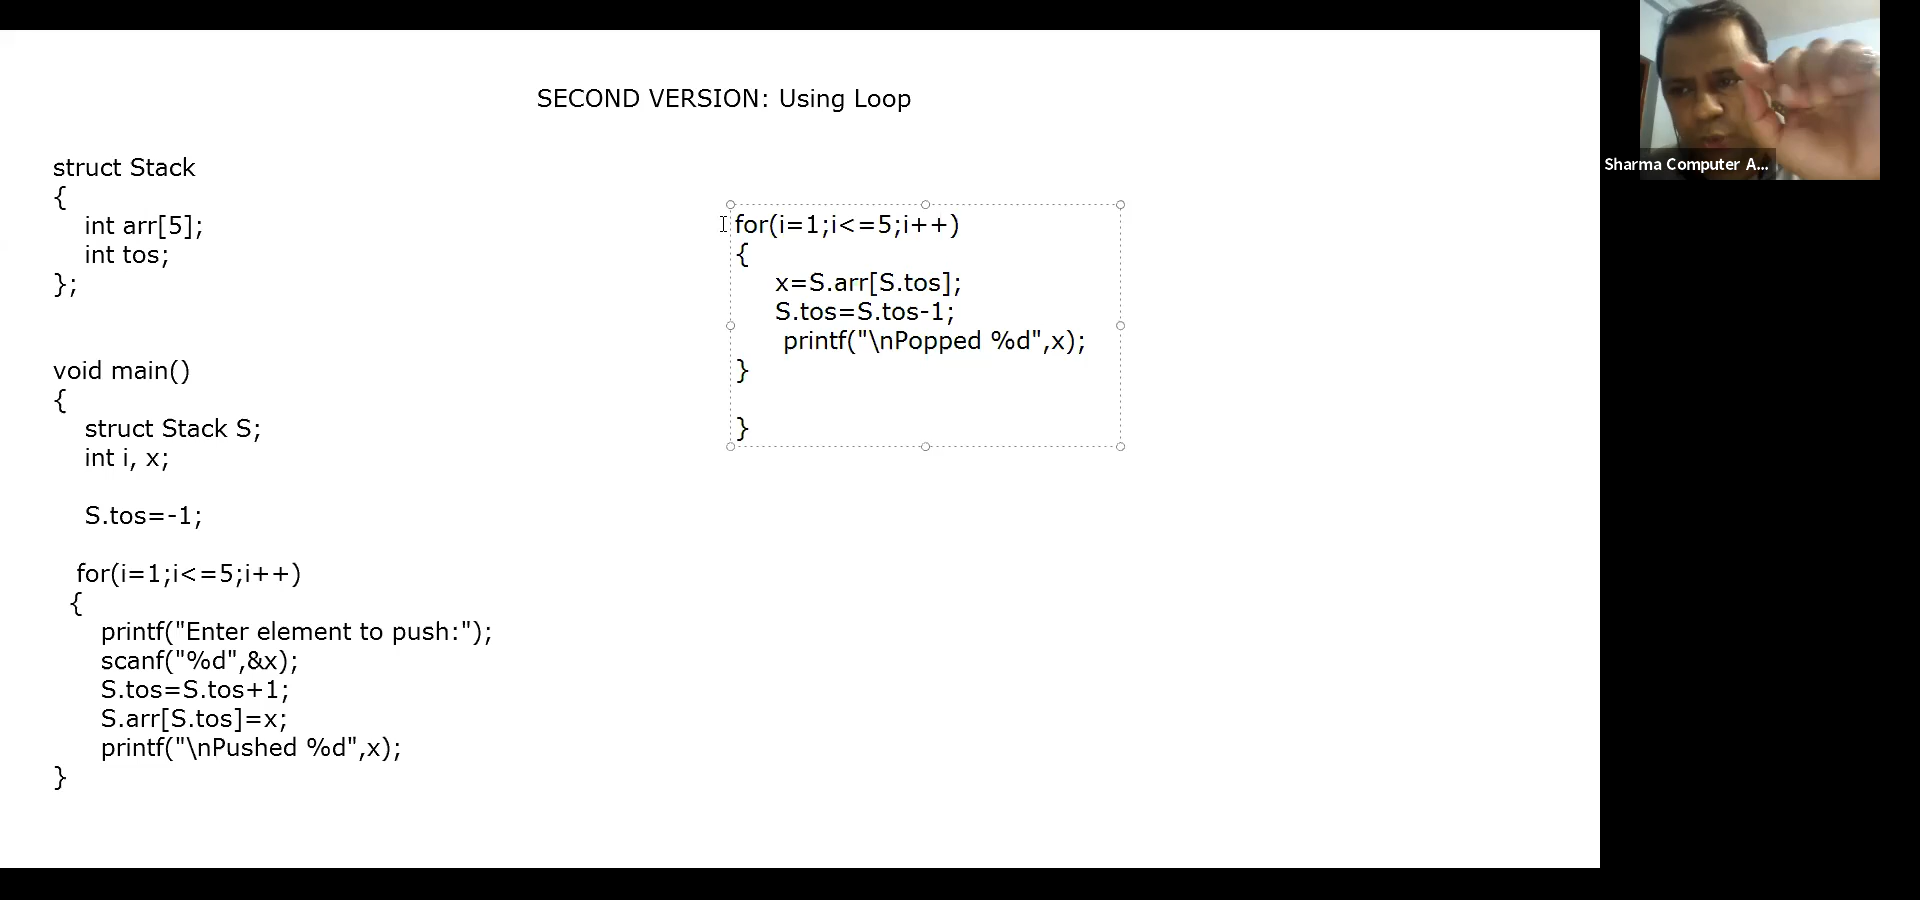 SECOND VERSION: Using Loop
struct Stack
{
int arr[5];
int tos;
};
void main()
{
struct Stack S;
int i, x;
S.tos=-1;
for(i=1;i<=5;i++)
{
printf("Enter element to push:");
scanf("%d",&x);
S.tos=S.tos+1;
S.arr[S.tos]=x;
printf("\nPushed %d",x);
}
for(i=1;i<=5;i++)
{
x=S.arr[S.tos];
S.tos=S.tos-1;
printf("\nPopped %d",x);
}
}
Sharma Computer A...